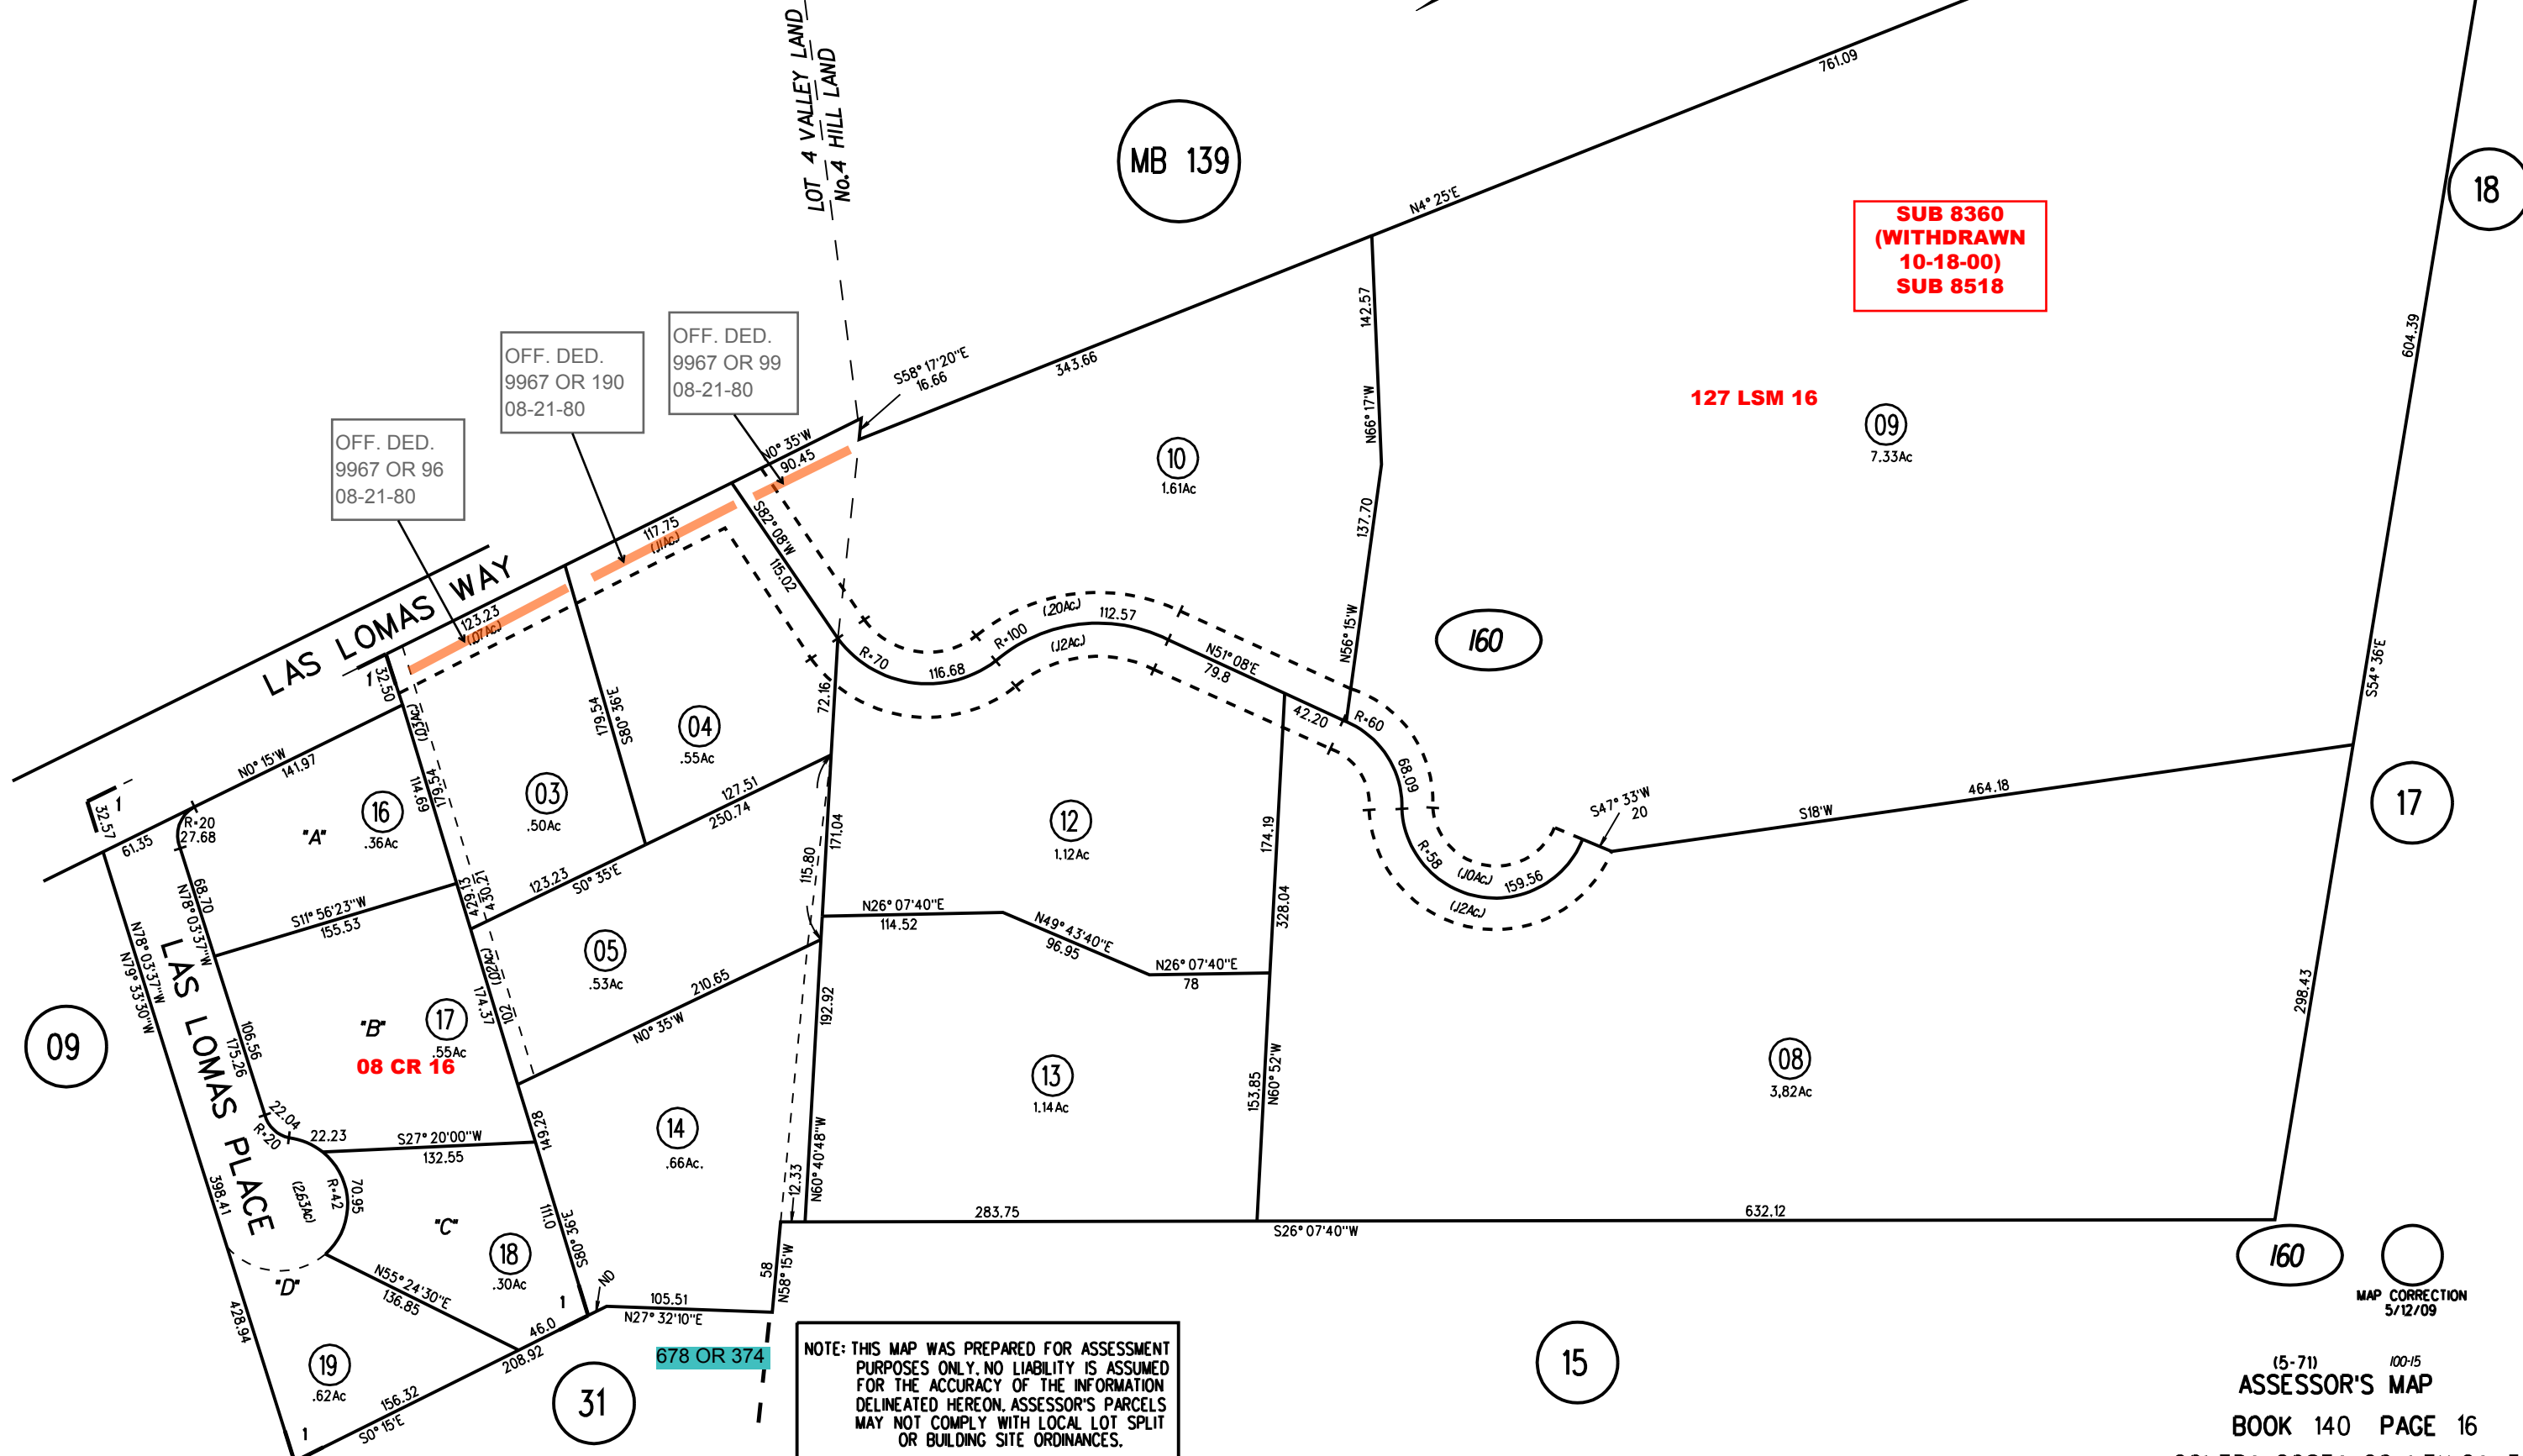 LOT 4 VALLEY LAND
No.4 HILL LAND
MB 139
761.09
18
N4° 25'E
SUB 8360
(WITHDRAWN
10-18-00)
SUB 8518
142.57
604.39
OFF. DED.
9967 OR 99
08-21-80
OFF. DED.
9967 OR 190
08-21-80
OFF. DED.
9967 OR 96
08-21-80
S58° 17'20"E
16.66
343.66
N66° 17'W
127 LSM 16
09
7.33Ac
N0° 35'W
90.45
10
1.61Ac
117.75
S82° 08'W
115.02
137.70
LAS LOMAS WAY
123.23
1
32.50
R=70
116.68
R=100
(.20Ac)
112.57
N51° 08'E
79.8
N56° 15'W
160
S54° 36'E
72.16
179.54
S80° 36'E
04
.55Ac
42.20
R=60
68.09
N0° 15'W
141.97
114.69
179.54
03
.50Ac
127.51
250.74
S47° 33'W
20
S18'W
464.18
17
1
32.57
61.35
R=20
27.68
"A"
16
.36Ac
171.04
115.80
12
1.12Ac
174.19
R=58
159.56
68.70
N78° 03'37"W
S11° 56'23"W
155.53
429.13
430.21
123.23
S0° 35'E
328.04
N26° 07'40"E
114.52
N49° 43'40"E
96.95
N26° 07'40"E
78
N78° 03'37"W
N79° 33'30"W
LAS LOMAS PLACE
05
.53Ac
210.65
N0° 35'W
192.92
298.43
09
106.56
175.26
"B"
17
.55Ac
08 CR 16
174.37
102
13
1.14Ac
153.85
N60° 52'W
08
3.82Ac
22.04
R=20
22.23
S27° 20'00"W
132.55
149.28
14
.66Ac.
12.33
N60° 40'48"W
398.41
(.263Ac)
R=42
70.95
"C"
18
.30Ac
111.0
S80° 36'E
283.75
S26° 07'40"W
632.12
"D"
N55° 24'30"E
136.85
1
ND
58
N58° 15'W
105.51
N27° 32'10"E
160
MAP CORRECTION
5/12/09
428.94
19
.62Ac
46.0
208.92
156.32
S0° 15'E
1
31
678 OR 374
NOTE: THIS MAP WAS PREPARED FOR ASSESSMENT
PURPOSES ONLY. NO LIABILITY IS ASSUMED
FOR THE ACCURACY OF THE INFORMATION
DELINEATED HEREON. ASSESSOR'S PARCELS
MAY NOT COMPLY WITH LOCAL LOT SPLIT
OR BUILDING SITE ORDINANCES.
15
(5-71)
100-15
ASSESSOR'S MAP
BOOK 140 PAGE 16